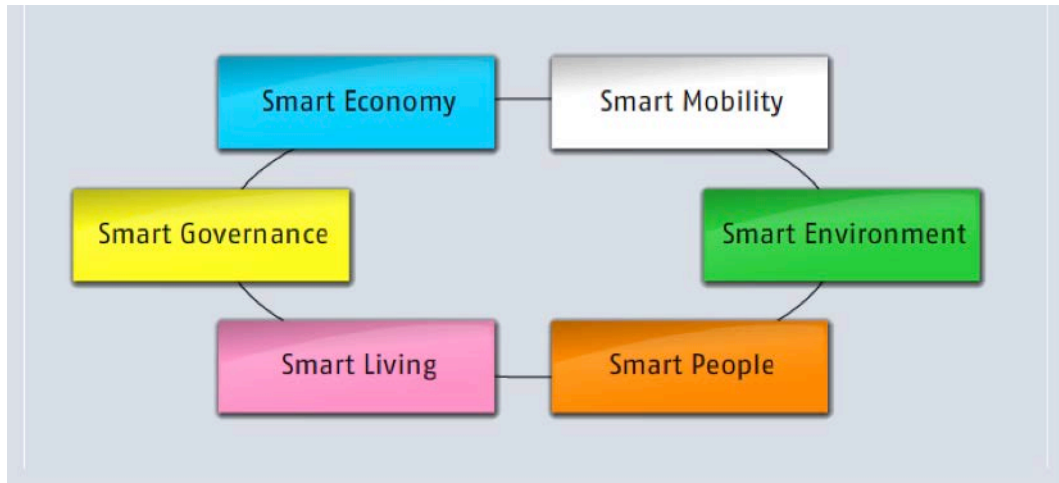 Smart Economy
Smart Mobility
Smart Governance
Smart Environment
Smart Living
Smart People